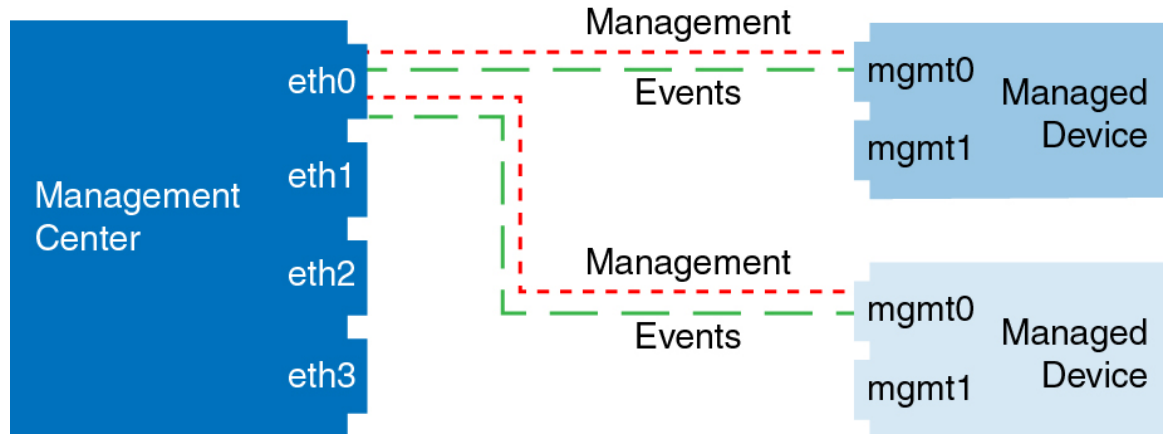 Management
eth0
mgmt0
Events
Managed
Device
mgmt1
eth1
Management
Center
eth2
Management
mgmt0
Events
Managed
Device
eth3
mgmt1